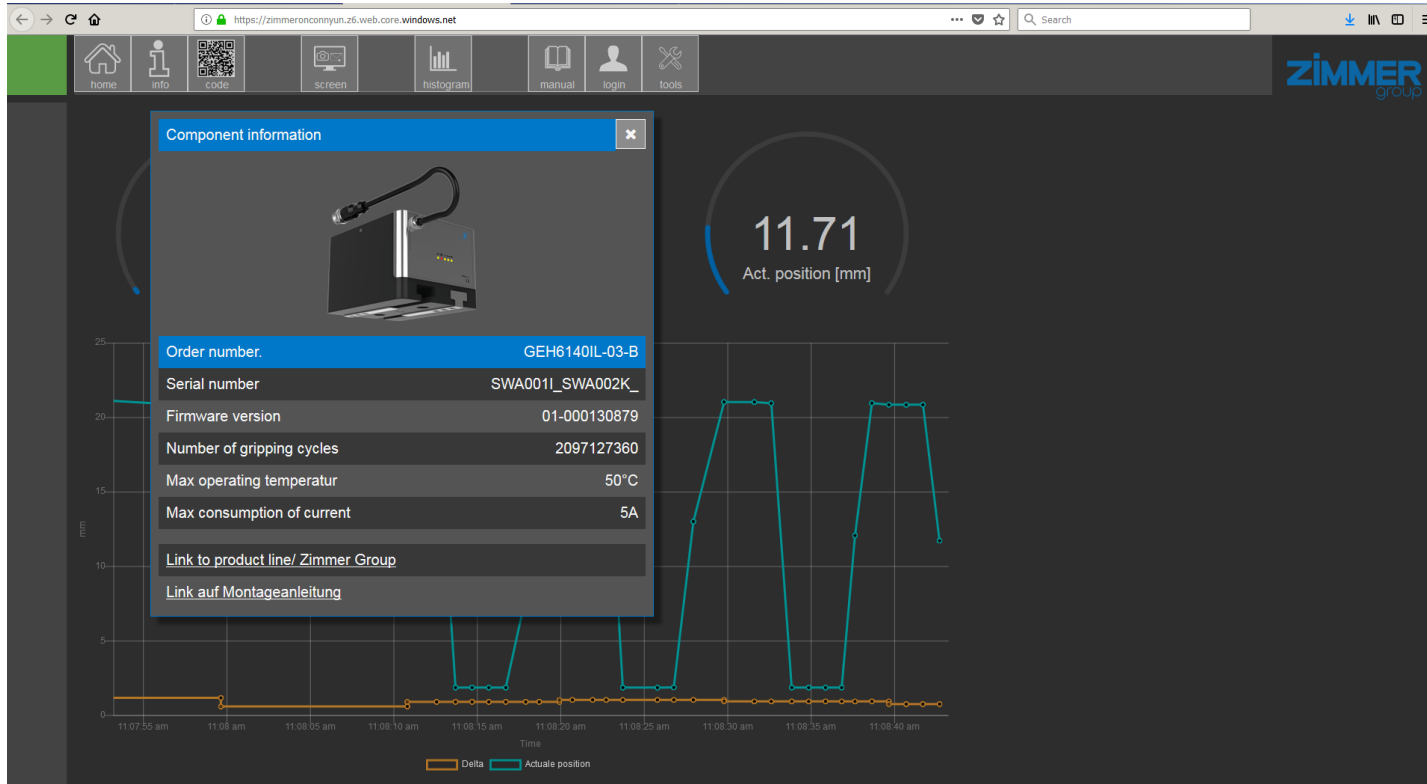 https://zimmeronconnyun.z6.web.core.windows.net
Search
home
info
code
screen
histogram
manual
login
tools
ZIMMER
group
Component information
Order number. GEH6140IL-03-B
Serial number SWA001I_SWA002K_
Firmware version 01-000130879
Number of gripping cycles 2097127360
Max operating temperatur 50°C
Max consumption of current 5A
Link to product line/ Zimmer Group
Link auf Montageanleitung
11.71
Act. position [mm]
25
20
15
10
5
0
mm
11:07:55 am
11:08 am
11:08:05 am
11:08:10 am
11:08:15 am
11:08:20 am
11:08:25 am
11:08:30 am
11:08:35 am
11:08:40 am
Time
Delta
Actuale position